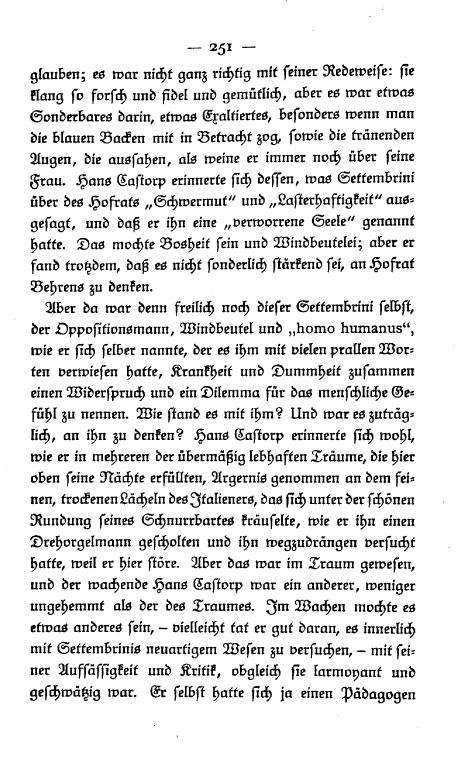 — 251 —
glauben; es war nicht ganz richtig mit seiner Redeweise: sie
klang so forsch und fidel und gemütlich, aber es war etwas
Sonderbares darin, etwas Exaltiertes, besonders wenn man
die blauen Backen mit in Betracht zog, sowie die tränenden
Augen, die aussahen, als weine er immer noch über seine
Frau. Hans Castorp erinnerte sich dessen, was Settembrini
über des Hofrats „Schwermut“ und „Lasterhaftigkeit“ aus-
gesagt, und daß er ihn eine „verworrene Seele“ genannt
hatte. Das mochte Bosheit sein und Windbeutelei; aber er
fand trotzdem, daß es nicht sonderlich stärkend sei, an Hofrat
Behrens zu denken.
Aber da war denn freilich noch dieser Settembrini selbst,
der Oppositionsmann, Windbeutel und „homo humanus“,
wie er sich selber nannte, der es ihm mit vielen prallen Wor-
ten verwiesen hatte, Krankheit und Dummheit zusammen
einen Widerspruch und ein Dilemma für das menschliche Ge-
fühl zu nennen. Wie stand es mit ihm? Und war es zuträg-
lich, an ihn zu denken? Hans Castorp erinnerte sich wohl,
wie er in mehreren der übermäßig lebhaften Träume, die hier
oben seine Nächte erfüllten, Ärgernis genommen an dem fei-
nen, trockenen Lächeln des Italieners, das sich unter der schönen
Rundung seines Schnurrbartes kräuselte, wie er ihn einen
Drehorgelmann gescholten und ihn wegzudrängen versucht
hatte, weil er hier störe. Aber das war im Traum gewesen,
und der wachende Hans Castorp war ein anderer, weniger
ungehemmt als der des Traumes. Im Wachen mochte es
etwas anderes sein, – vielleicht tat er gut daran, es innerlich
mit Settembrinis neuartigem Wesen zu versuchen, – mit sei-
ner Aufsässigkeit und Kritik, obgleich sie larmoyant und
geschwätzig war. Er selbst hatte sich ja einen Pädagogen